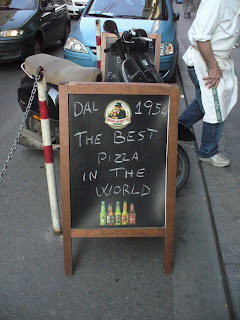 DAL 1954
THE BEST
PIZZA
IN THE
WORLD